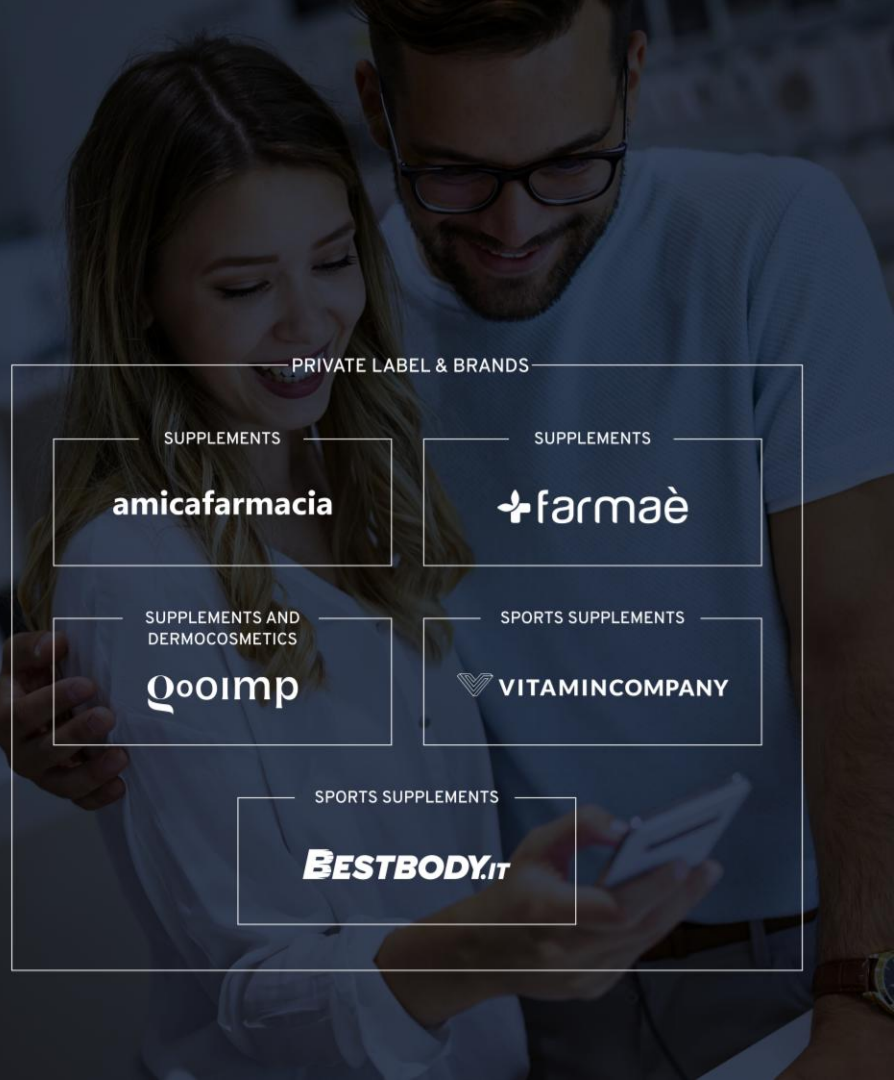 PRIVATE LABEL & BRANDS
SUPPLEMENTS
amicafarmacia
SUPPLEMENTS
farmaè
SUPPLEMENTS AND
DERMOCOSMETICS
gooimp
SPORTS SUPPLEMENTS
VITAMINCOMPANY
SPORTS SUPPLEMENTS
BESTBODY.IT